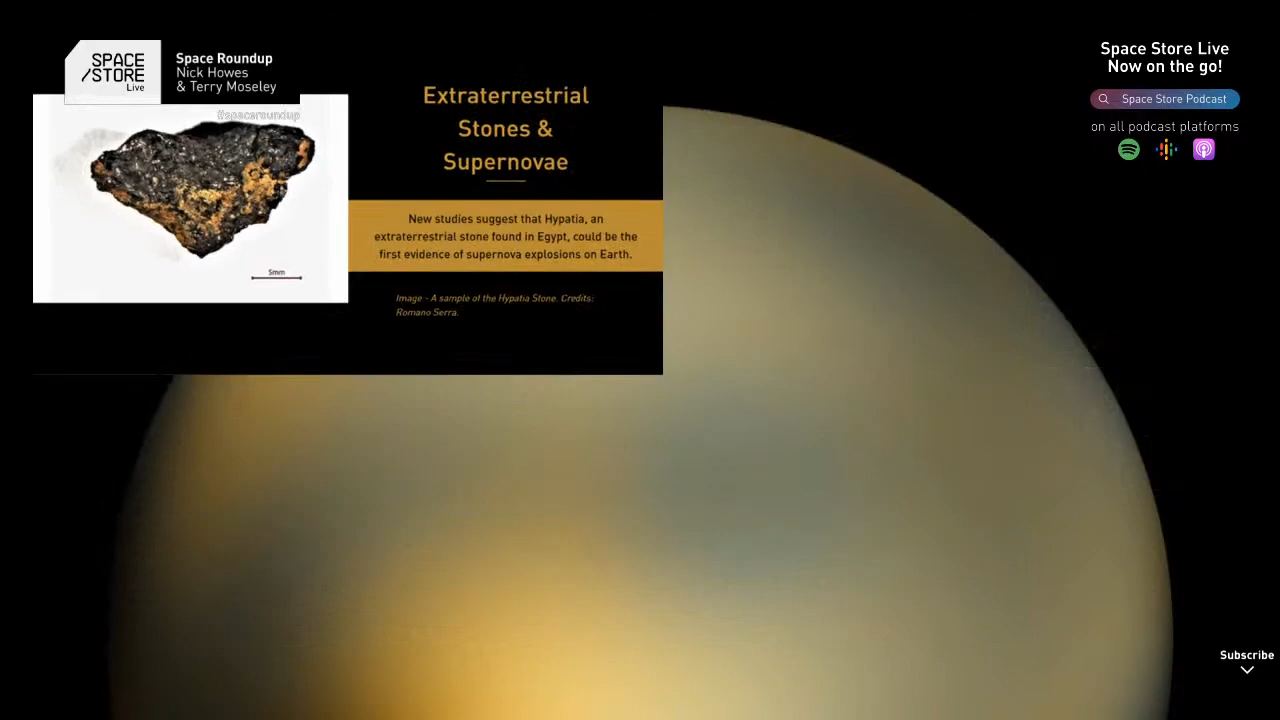 SPACE
/STORE
Live
Space Roundup
Nick Howes
& Terry Moseley
#spaceroundup
5mm
Extraterrestrial
Stones &
Supernovae
New studies suggest that Hypatia, an
extraterrestrial stone found in Egypt, could be the
first evidence of supernova explosions on Earth.
Image - A sample of the Hypatia Stone. Credits:
Romano Serra.
Space Store Live
Now on the go!
Space Store Podcast
on all podcast platforms
Subscribe